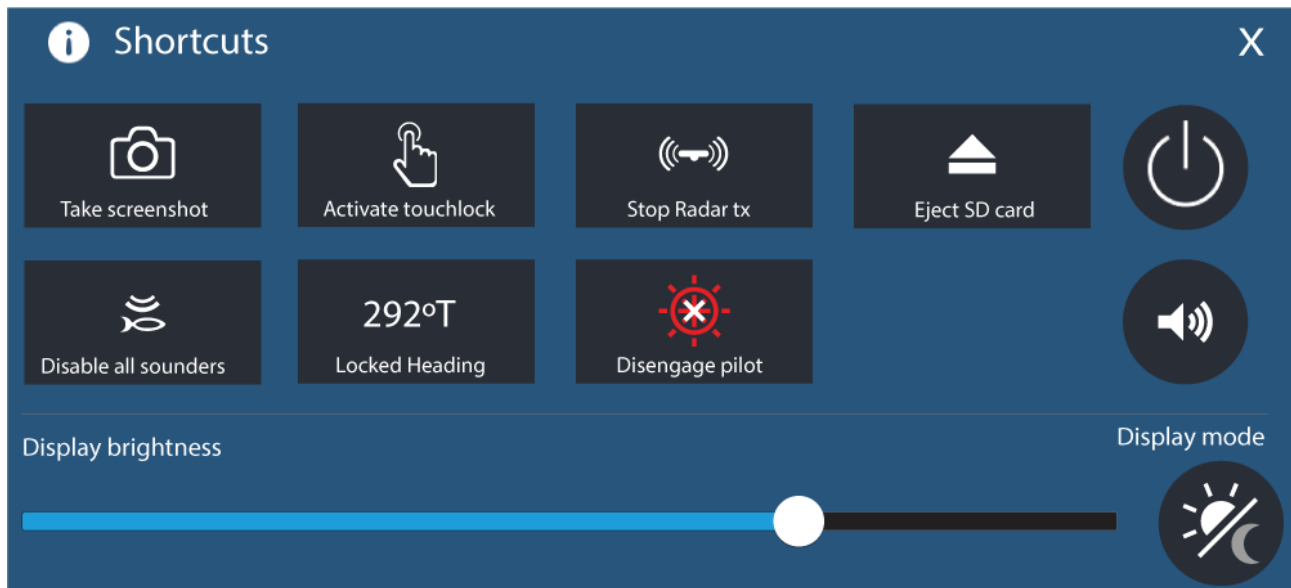 i Shortcuts X
Take screenshot
Activate touchlock
Stop Radar tx
Eject SD card
Disable all sounders
292ºT
Locked Heading
Disengage pilot
Display brightness
Display mode